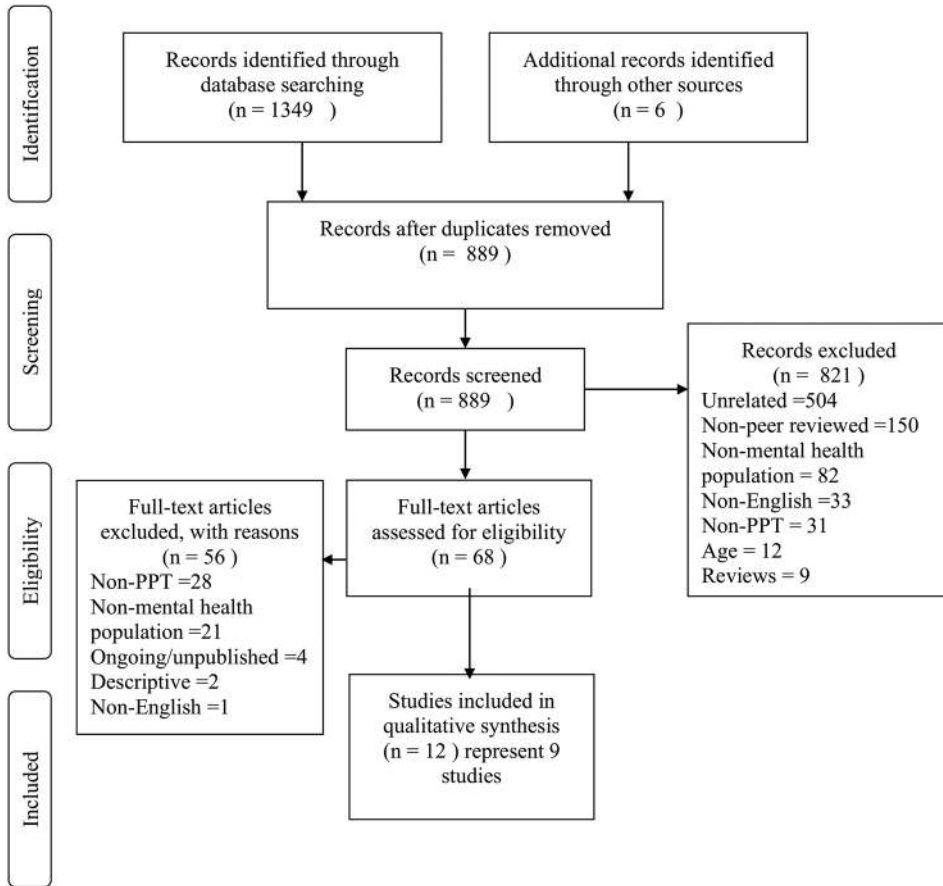 Identification
Records identified through
database searching
(n = 1349 )
Additional records identified
through other sources
(n = 6 )
Records after duplicates removed
(n = 889 )
Screening
Records screened
(n = 889 )
Records excluded
(n = 821 )
Unrelated =504
Non-peer reviewed =150
Non-mental health
population = 82
Non-English =33
Non-PPT = 31
Age = 12
Reviews = 9
Eligibility
Full-text articles
assessed for eligibility
(n = 68 )
Full-text articles
excluded, with reasons
(n = 56 )
Non-PPT =28
Non-mental health
population =21
Ongoing/unpublished =4
Descriptive =2
Non-English =1
Included
Studies included in
qualitative synthesis
(n = 12 ) represent 9
studies